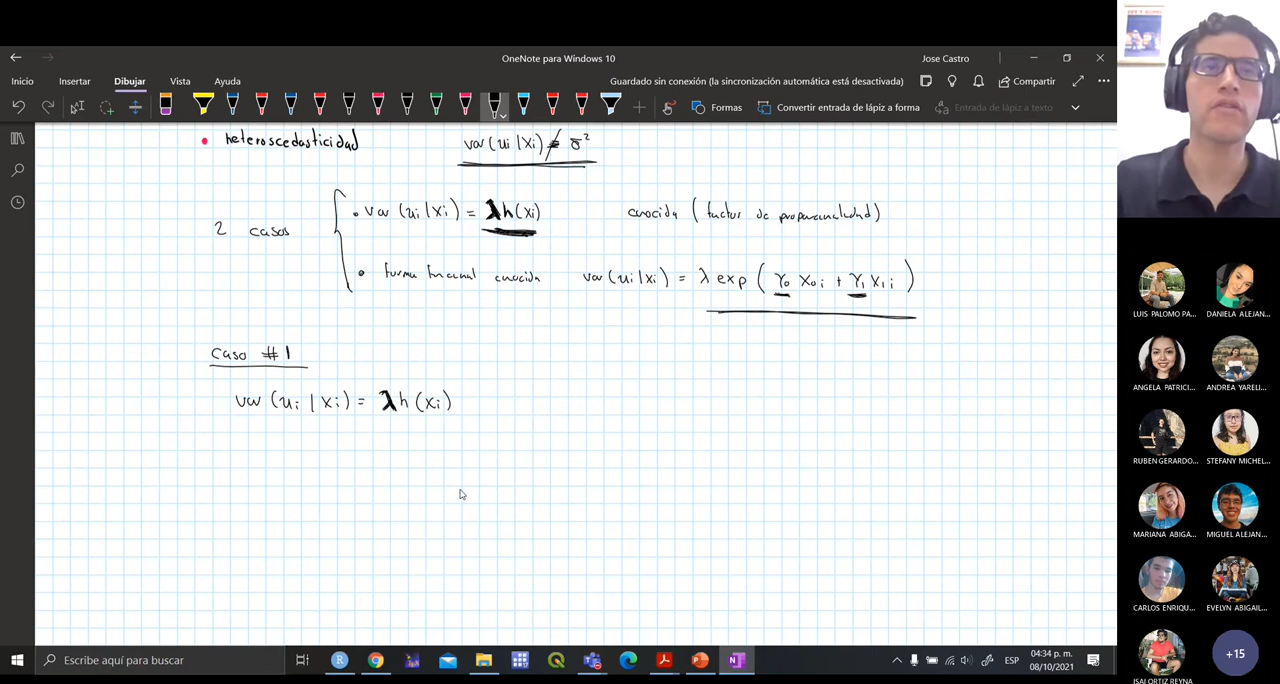 OneNote para Windows 10
Jose Castro
Inicio Insertar Dibujar Vista Ayuda
Guardado sin conexión (la sincronización automática está desactivada)
Compartir
Formas
Convertir entrada de lápiz a forma
Entrada de lápiz a texto
heteroscedasticidad var (ui | xi) ≠ σ²
2 casos
var (ui | xi) = λh(xi) conocida (factor de proporcionalidad)
forma funcional conocida var (ui | xi) = λ exp (γ₀ x₀i + γ₁ x₁i)
caso #1
var (ui | xi) = λh(xi)
LUIS PALOMO PA...
DANIELA ALEJAN...
ANGELA PATRICI...
ANDREA YARELI...
RUBEN GERARDO...
STEFANY MICHEL...
MARIANA ABIGA...
MIGUEL ALEJAN...
CARLOS ENRIQU...
EVELYN ABIGAIL...
ISAI ORTIZ REYNA
+15
Escribe aquí para buscar
ESP
04:34 p. m.
08/10/2021